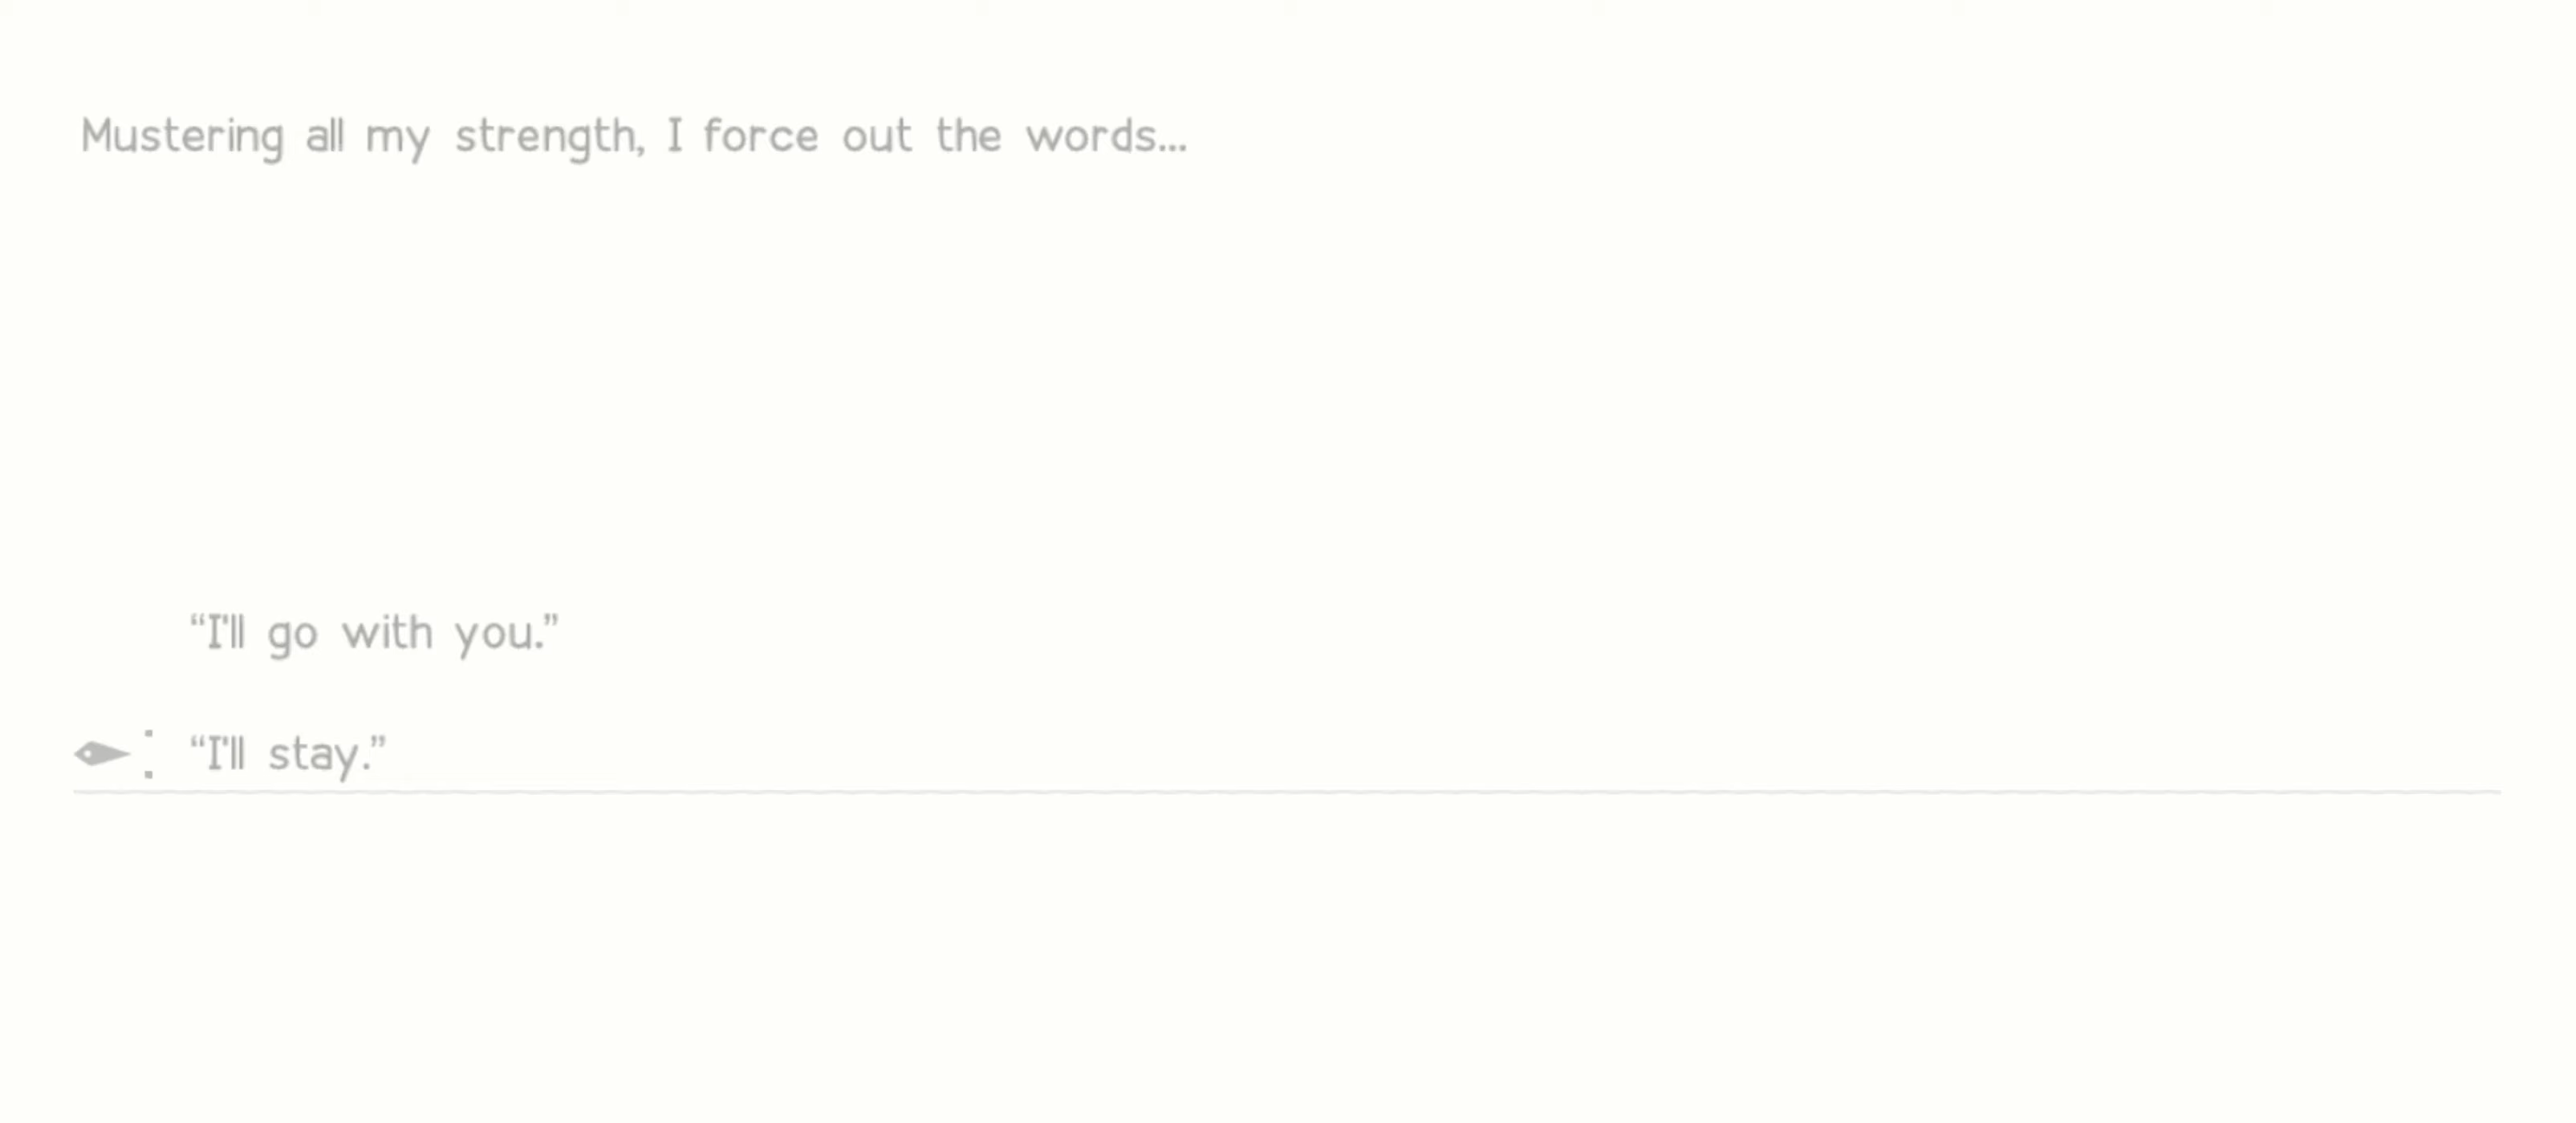 Mustering all my strength, I force out the words...
“I'll go with you.”
“I'll stay.”